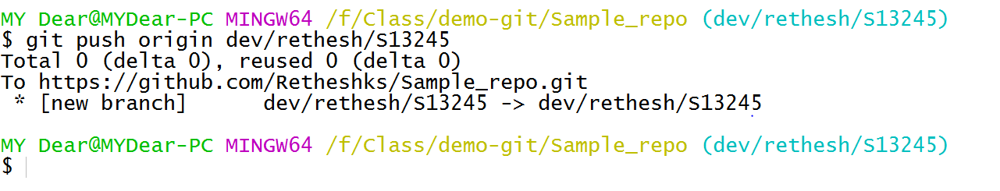 MY Dear@MYDear-PC MINGW64 /f/Class/demo-git/Sample_repo (dev/rethesh/S13245)
$ git push origin dev/rethesh/S13245
Total 0 (delta 0), reused 0 (delta 0)
To https://github.com/Retheshks/Sample_repo.git
 * [new branch]      dev/rethesh/S13245 -> dev/rethesh/S13245
MY Dear@MYDear-PC MINGW64 /f/Class/demo-git/Sample_repo (dev/rethesh/S13245)
$